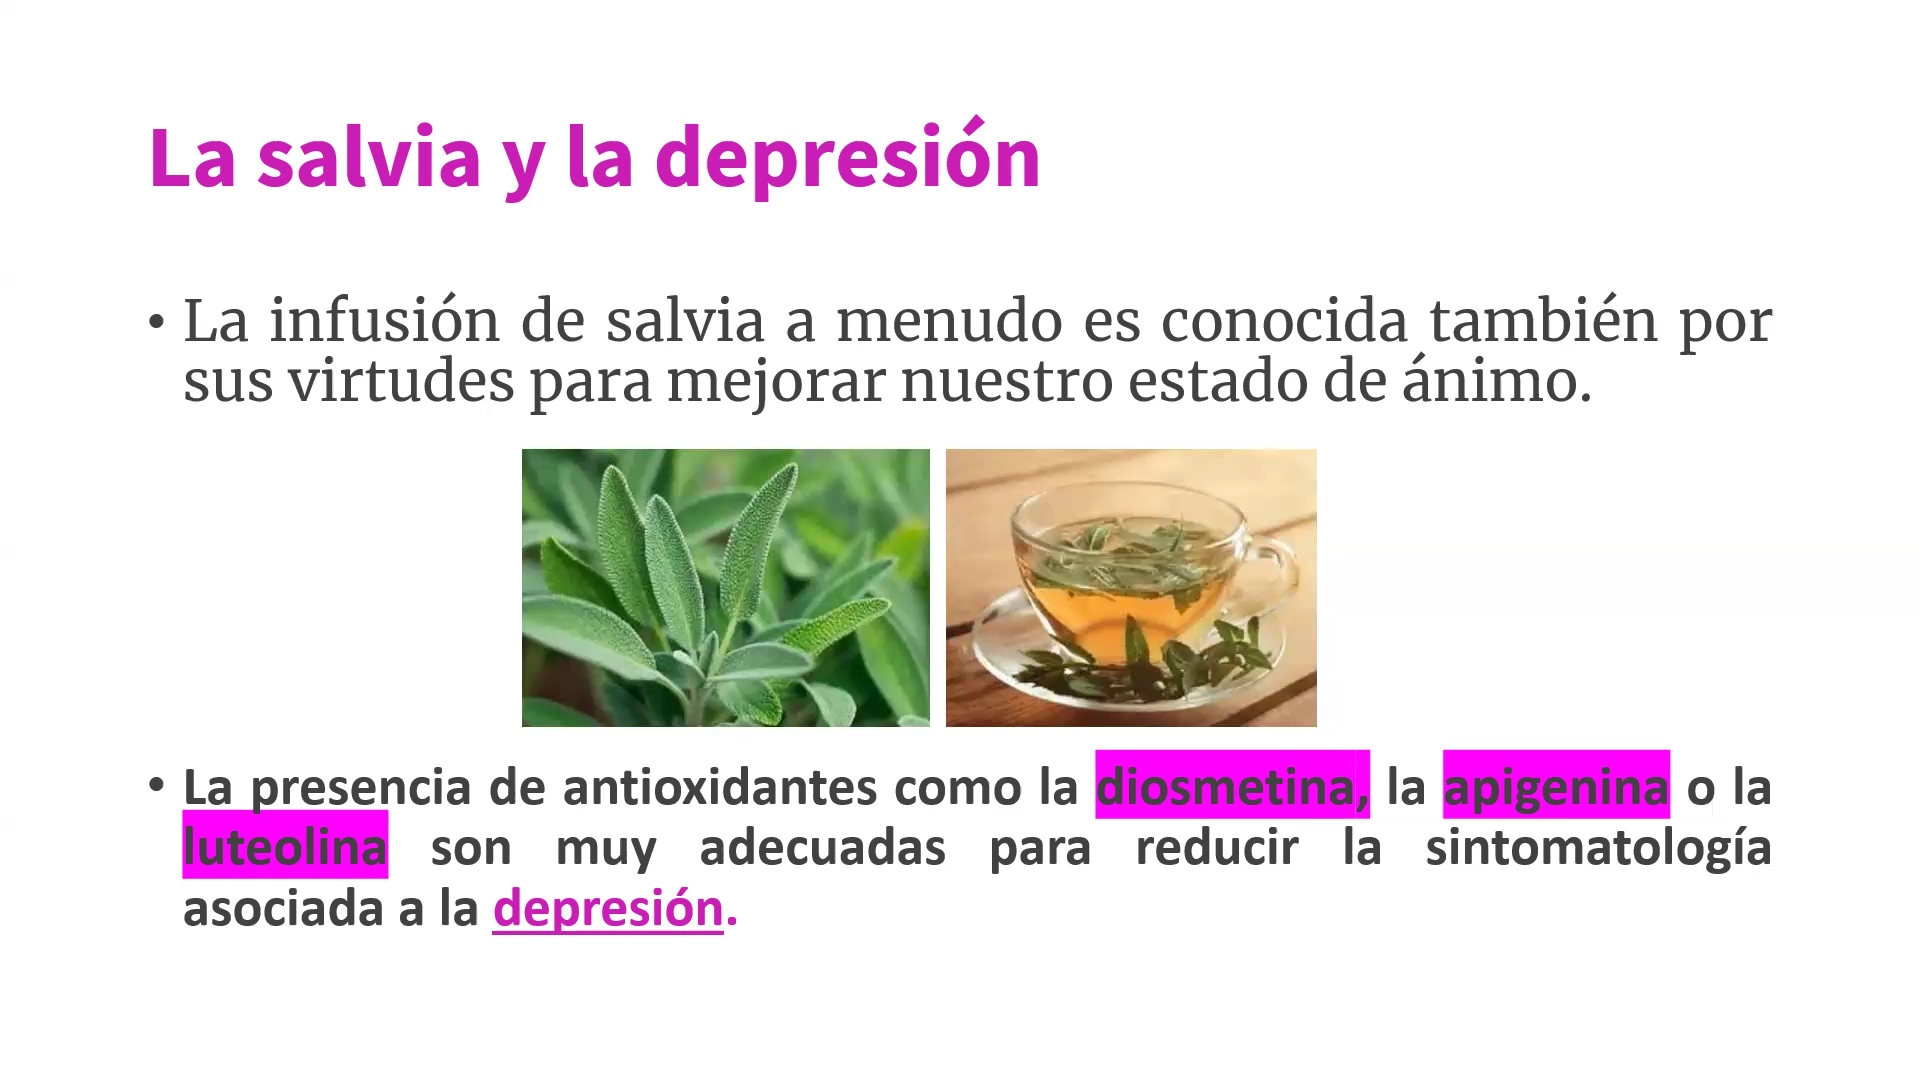 La salvia y la depresión
• La infusión de salvia a menudo es conocida también por
sus virtudes para mejorar nuestro estado de ánimo.
• La presencia de antioxidantes como la diosmetina, la apigenina o la
luteolina son muy adecuadas para reducir la sintomatología
asociada a la depresión.